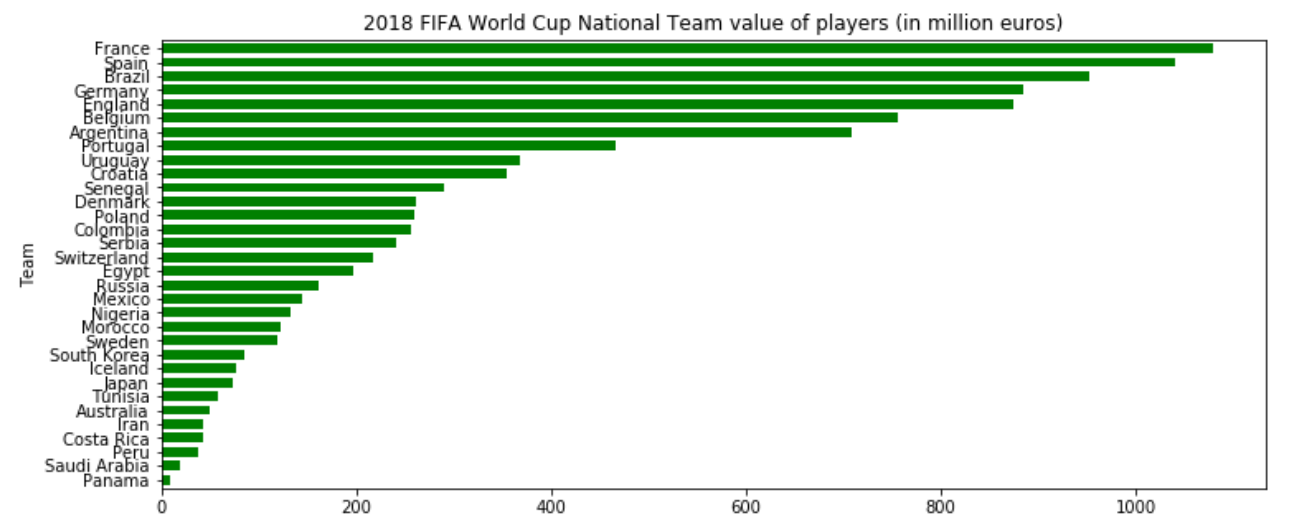 2018 FIFA World Cup National Team value of players (in million euros)
France
Spain
Brazil
Germany
England
Belgium
Argentina
Portugal
Uruguay
Croatia
Senegal
Denmark
Poland
Colombia
Serbia
Switzerland
Egypt
Russia
Mexico
Nigeria
Morocco
Sweden
South Korea
Iceland
Japan
Tunisia
Australia
Iran
Costa Rica
Peru
Saudi Arabia
Panama
Team
0 200 400 600 800 1000